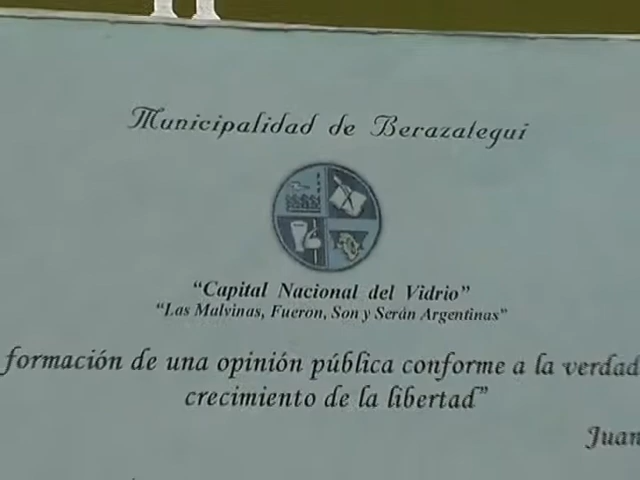 Municipalidad de Berazategui
“Capital Nacional del Vidrio”
“Las Malvinas, Fueron, Son y Serán Argentinas”
formación de una opinión pública conforme a la verdad
crecimiento de la libertad”
Juan